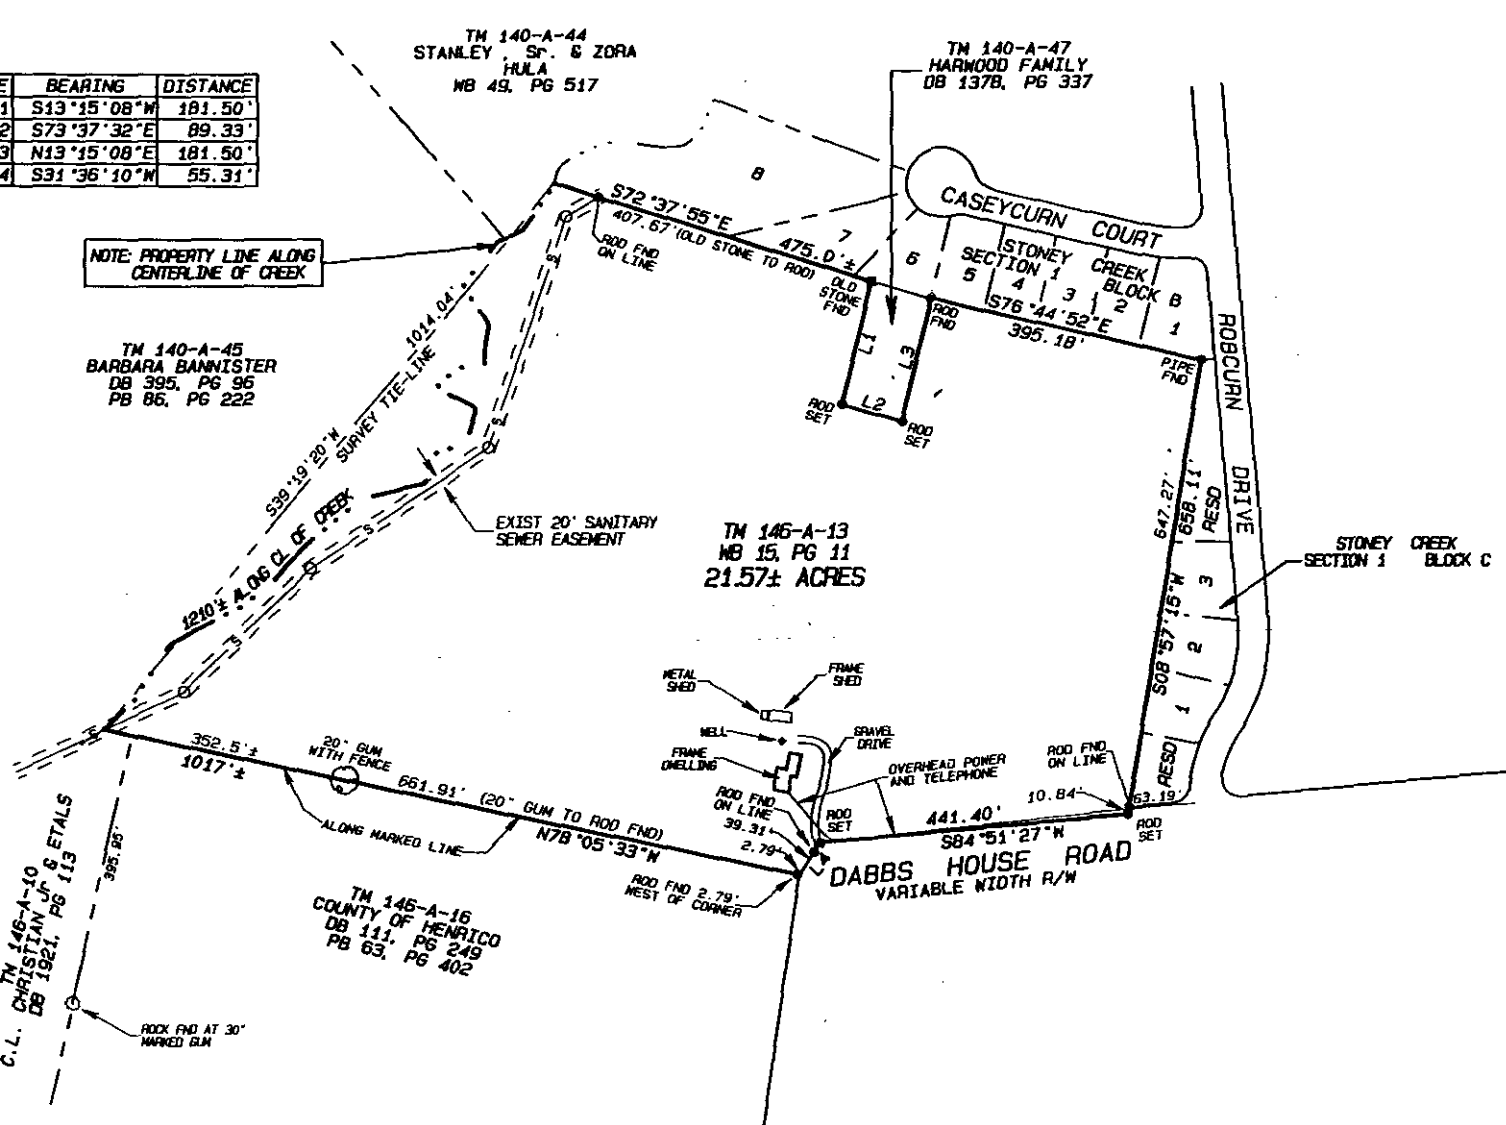 TM 140-A-44
STANLEY, Sr. & ZORA
HULA
WB 49, PG 517
TM 140-A-47
HARWOOD FAMILY
DB 1378, PG 337
E BEARING DISTANCE
1 S13°15'08"W 181.50'
2 S73°37'32"E 89.33'
3 N13°15'08"E 181.50'
4 S31°36'10"W 55.31'
NOTE: PROPERTY LINE ALONG
CENTERLINE OF CREEK
TM 140-A-45
BARBARA BANNISTER
DB 395, PG 96
PB 86, PG 222
8
S72°37'55"E
407.67'(OLD STONE TO ROD)
475.0'±
7
ROD FND
ON LINE
OLD
STONE
FND
CASEYCURN COURT
STONEY CREEK
SECTION 1 BLOCK B
6
5
4
3
2
1
S76°44'52"E
395.18'
ROD
FND
PIPE
FND
ROBCURN DRIVE
L1
L3
L2
ROD
SET
ROD
SET
1014.04'
S39°19'20"W
SURVEY TIE-LINE
1210'± ALONG CL OF CREEK
S
S
S
S
S
EXIST 20' SANITARY
SEWER EASEMENT
TM 146-A-13
WB 15, PG 11
21.57± ACRES
647.27'
658.11'
S08°57'15"W
RESD
3
2
1
RESD
STONEY CREEK
SECTION 1 BLOCK C
METAL
SHED
FRAME
SHED
WELL
GRAVEL
DRIVE
FRAME
DWELLING
OVERHEAD POWER
AND TELEPHONE
ROD FND
ON LINE
10.84'
53.19'
ROD
SET
352.5'±
1017'±
20" GUM
WITH FENCE
661.91' (20" GUM TO ROD FND)
N78°05'33"W
ALONG MARKED LINE
ROD FND
ON LINE
39.31'
2.79'
ROD
SET
441.40'
S84°51'27"W
DABBS HOUSE ROAD
VARIABLE WIDTH R/W
ROD FND 2.79'
WEST OF CORNER
TM 146-A-16
COUNTY OF HENRICO
DB 111, PG 249
PB 63, PG 402
TM 146-A-10
C.L. CHRISTIAN Jr & ETALS
DB 1921, PG 113
395.95'
ROCK FND AT 30"
MARKED GUM